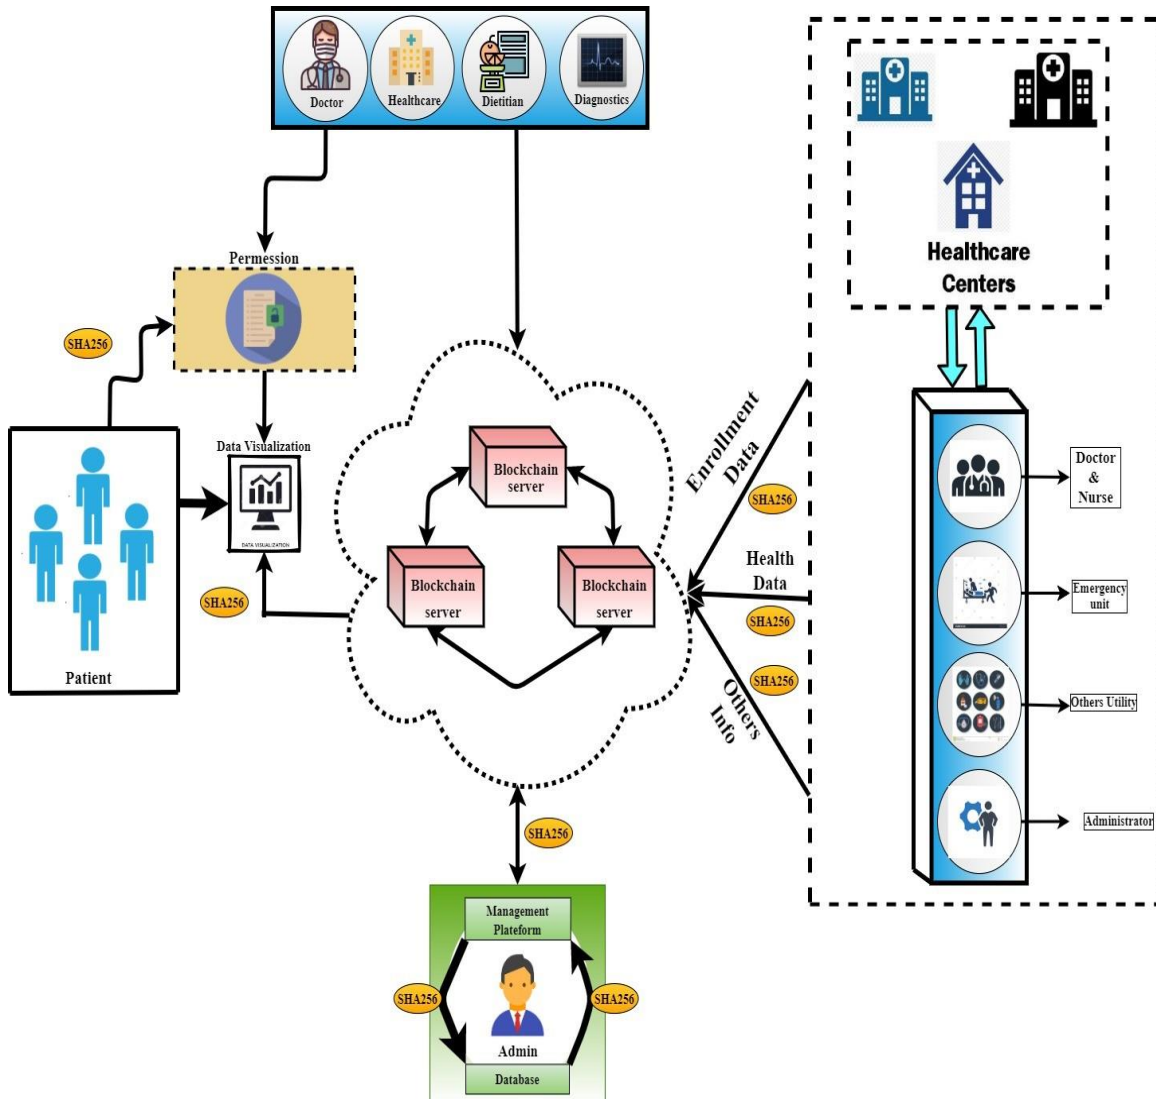 Doctor
Healthcare
Dietitian
Diagnostics
Permession
SHA256
Data Visualization
DATA VISUALIZATION
SHA256
Patient
Blockchain
server
Blockchain
server
Blockchain
server
Enrollment
Data
SHA256
Health
Data
SHA256
SHA256
Others
Info
Healthcare
Centers
Doctor
&
Nurse
Emergency
unit
Others Utility
Administrator
SHA256
Management
Plateform
SHA256
SHA256
Admin
Database